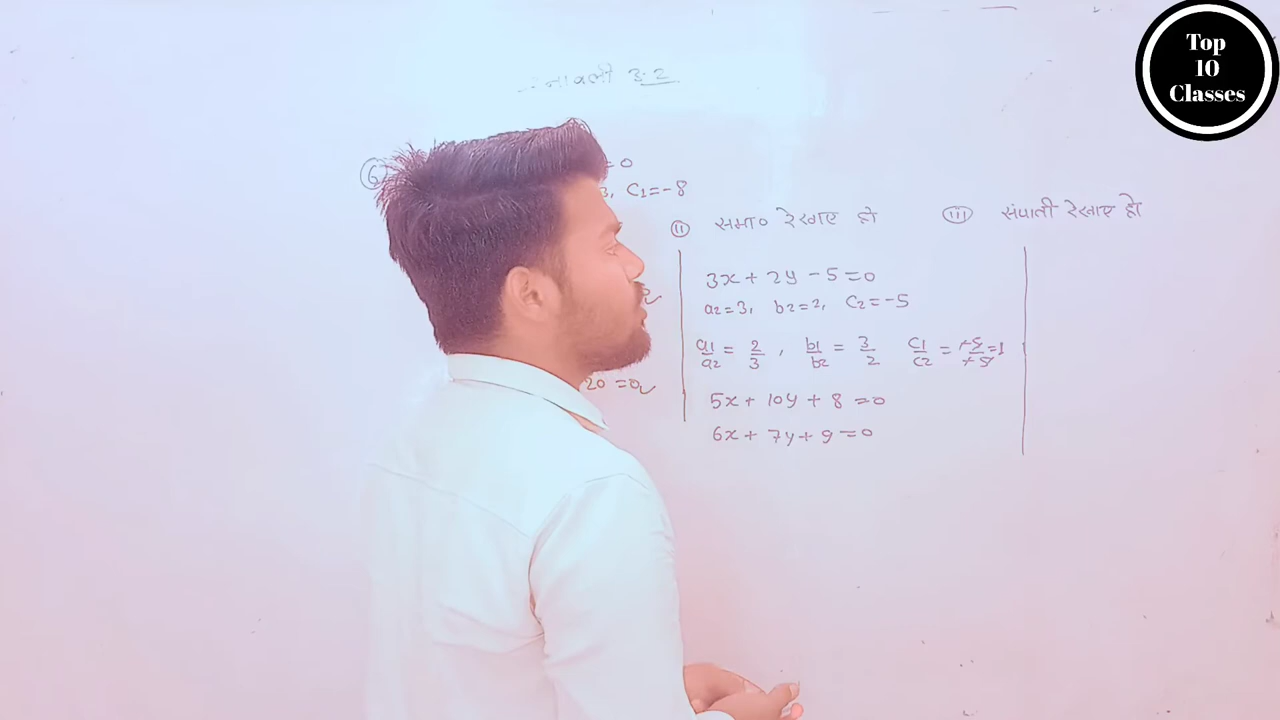 Top
10
Classes
3.2
6
=0
3, C₁=-8
ii समा० रेखाए हो
iii संपाती रेखाए हो
3x + 2y - 5 = 0
a₂=3, b₂=2, C₂=-5
a₁/a₂ = 2/3, b₁/b₂ = 3/2 C₁/C₂ = +5/+5 = 1
20 = 0
5x + 10y + 8 = 0
6x + 7y + 9 = 0